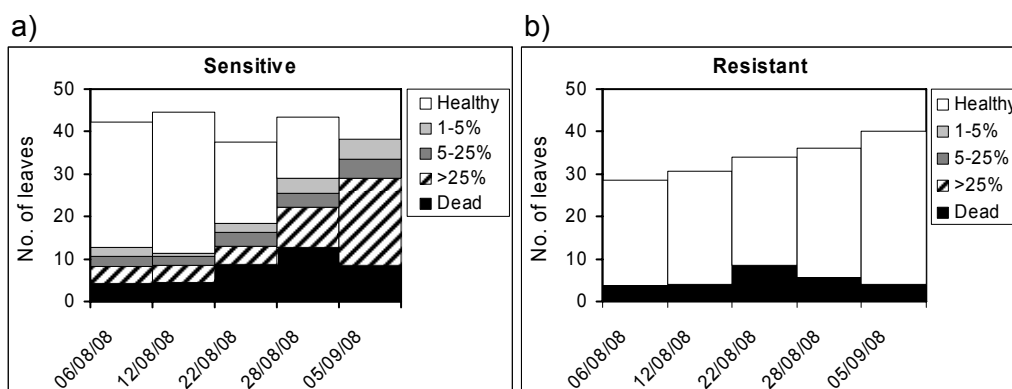 a)
Sensitive
No. of leaves
50
40
30
20
10
0
06/08/08
12/08/08
22/08/08
28/08/08
05/09/08
Healthy
1-5%
5-25%
>25%
Dead
b)
Resistant
No. of leaves
50
40
30
20
10
0
06/08/08
12/08/08
22/08/08
28/08/08
05/09/08
Healthy
1-5%
5-25%
>25%
Dead